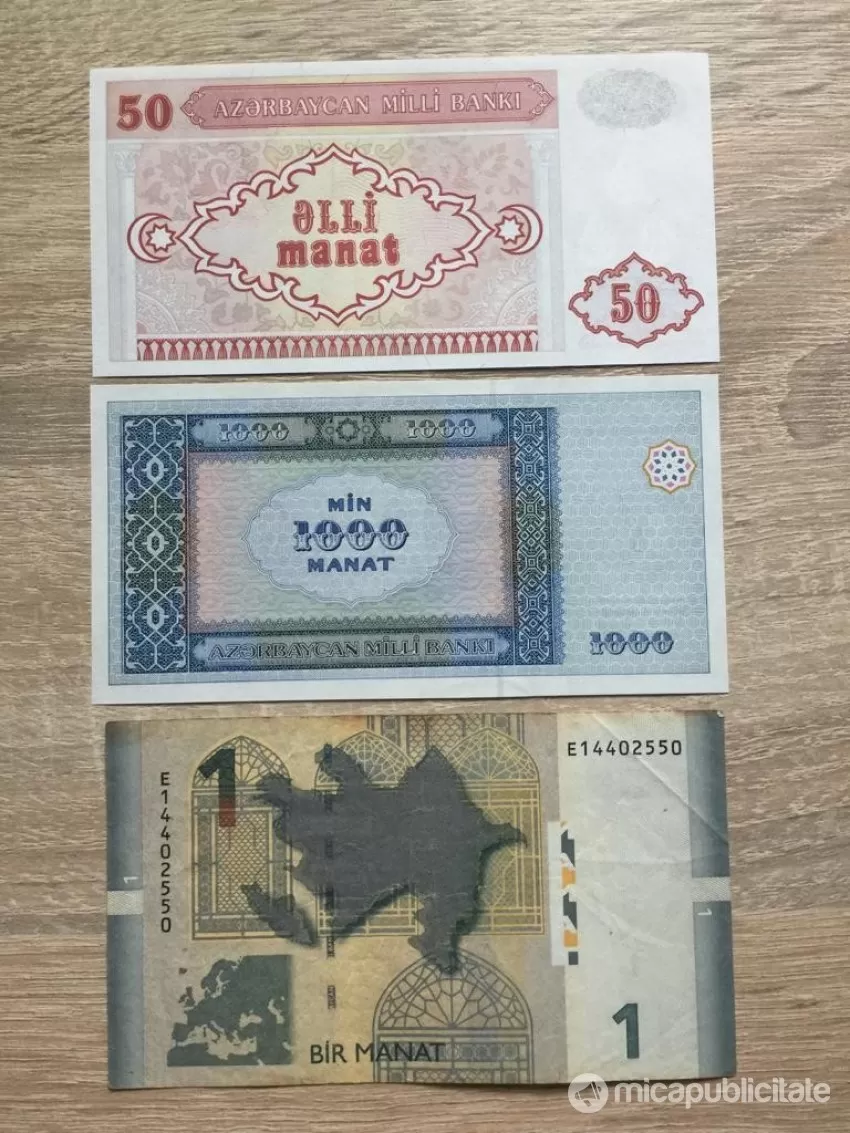 50
AZƏRBAYCAN MİLLİ BANKI
ƏLLİ
manat
50
1000
1000
MİN
1000
MANAT
AZƏRBAYCAN MİLLİ BANKI
1000
1
E14402550
E14402550
1
1
BİR MANAT
1
micapublicitate